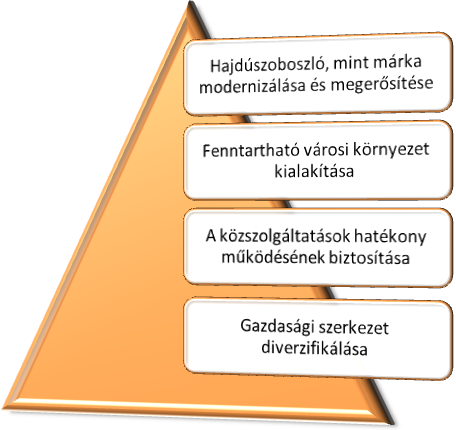 Hajdúszoboszló, mint márka
modernizálása és megerősítése
Fenntartható városi környezet
kialakítása
A közszolgáltatások hatékony
működésének biztosítása
Gazdasági szerkezet
diverzifikálása